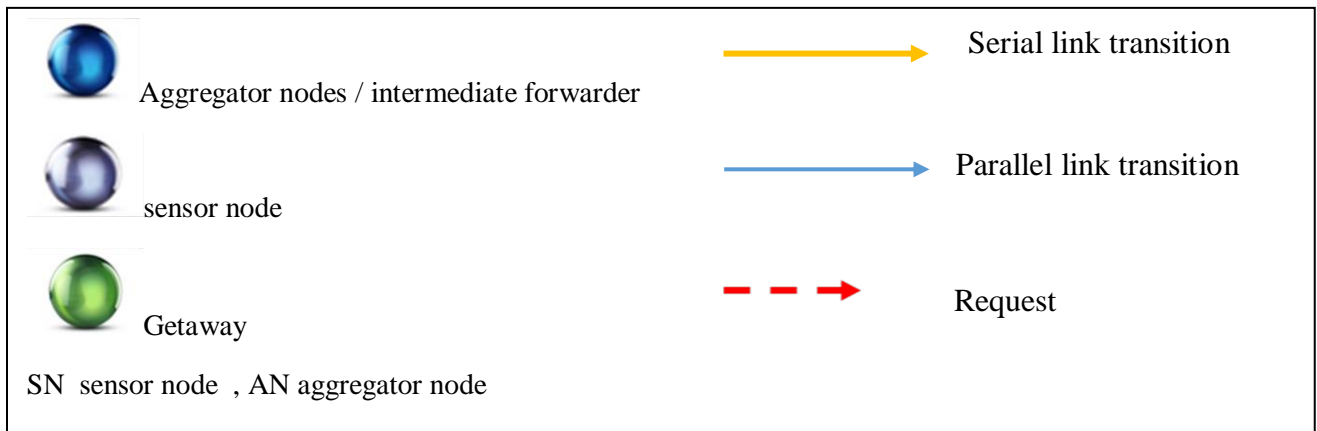 Serial link transition
Aggregator nodes / intermediate forwarder
Parallel link transition
sensor node
Request
Getaway
SN sensor node , AN aggregator node